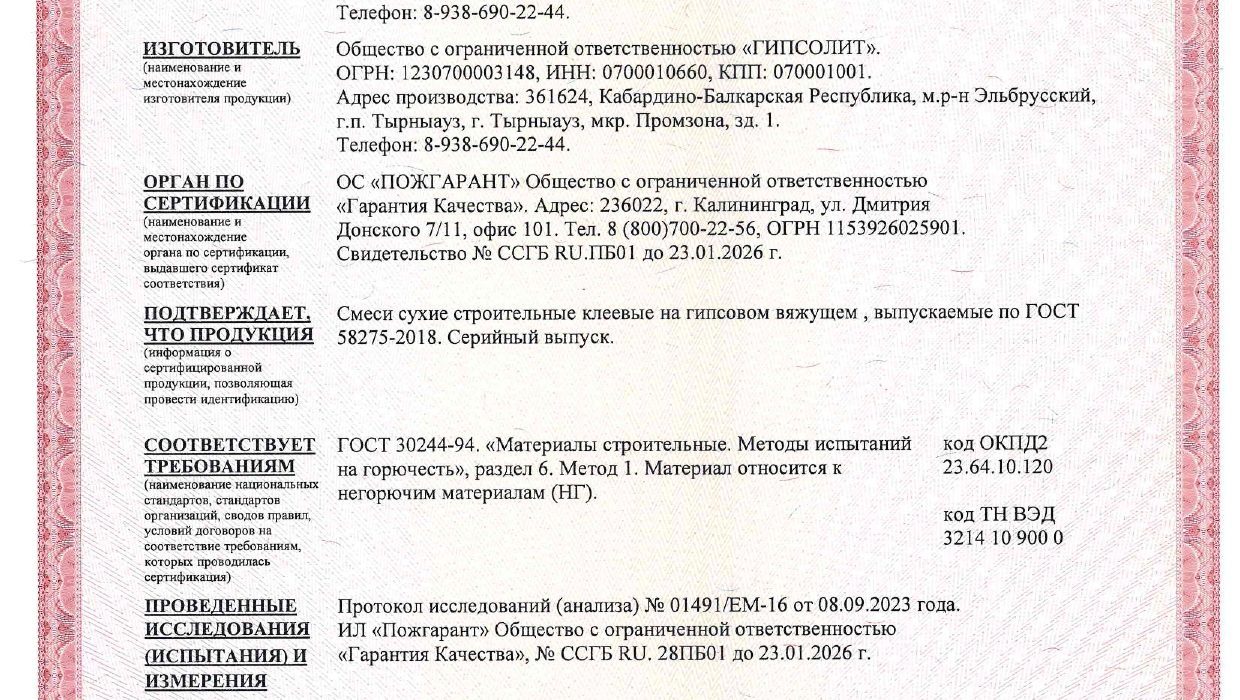 Телефон: 8-938-690-22-44.
ИЗГОТОВИТЕЛЬ
(наименование и
местонахождение
изготовителя продукции)
Общество с ограниченной ответственностью «ГИПСОЛИТ».
ОГРН: 1230700003148, ИНН: 0700010660, КПП: 070001001.
Адрес производства: 361624, Кабардино-Балкарская Республика, м.р-н Эльбрусский,
г.п. Тырныауз, г. Тырныауз, мкр. Промзона, зд. 1.
Телефон: 8-938-690-22-44.
ОРГАН ПО
СЕРТИФИКАЦИИ
(наименование и
местонахождение
органа по сертификации,
выдавшего сертификат
соответствия)
ОС «ПОЖГАРАНТ» Общество с ограниченной ответственностью
«Гарантия Качества». Адрес: 236022, г. Калининград, ул. Дмитрия
Донского 7/11, офис 101. Тел. 8 (800)700-22-56, ОГРН 1153926025901.
Свидетельство № ССГБ RU.ПБ01 до 23.01.2026 г.
ПОДТВЕРЖДАЕТ,
ЧТО ПРОДУКЦИЯ
(информация о
сертифицированной
продукции, позволяющая
провести идентификацию)
Смеси сухие строительные клеевые на гипсовом вяжущем , выпускаемые по ГОСТ
58275-2018. Серийный выпуск.
СООТВЕТСТВУЕТ
ТРЕБОВАНИЯМ
(наименование национальных
стандартов, стандартов
организаций, сводов правил,
условий договоров на
соответствие требованиям,
которых проводилась
сертификация)
ГОСТ 30244-94. «Материалы строительные. Методы испытаний
на горючесть», раздел 6. Метод 1. Материал относится к
негорючим материалам (НГ).
код ОКПД2
23.64.10.120
код ТН ВЭД
3214 10 900 0
ПРОВЕДЕННЫЕ
ИССЛЕДОВАНИЯ
(ИСПЫТАНИЯ) И
ИЗМЕРЕНИЯ
Протокол исследований (анализа) № 01491/ЕМ-16 от 08.09.2023 года.
ИЛ «Пожгарант» Общество с ограниченной ответственностью
«Гарантия Качества», № ССГБ RU. 28ПБ01 до 23.01.2026 г.